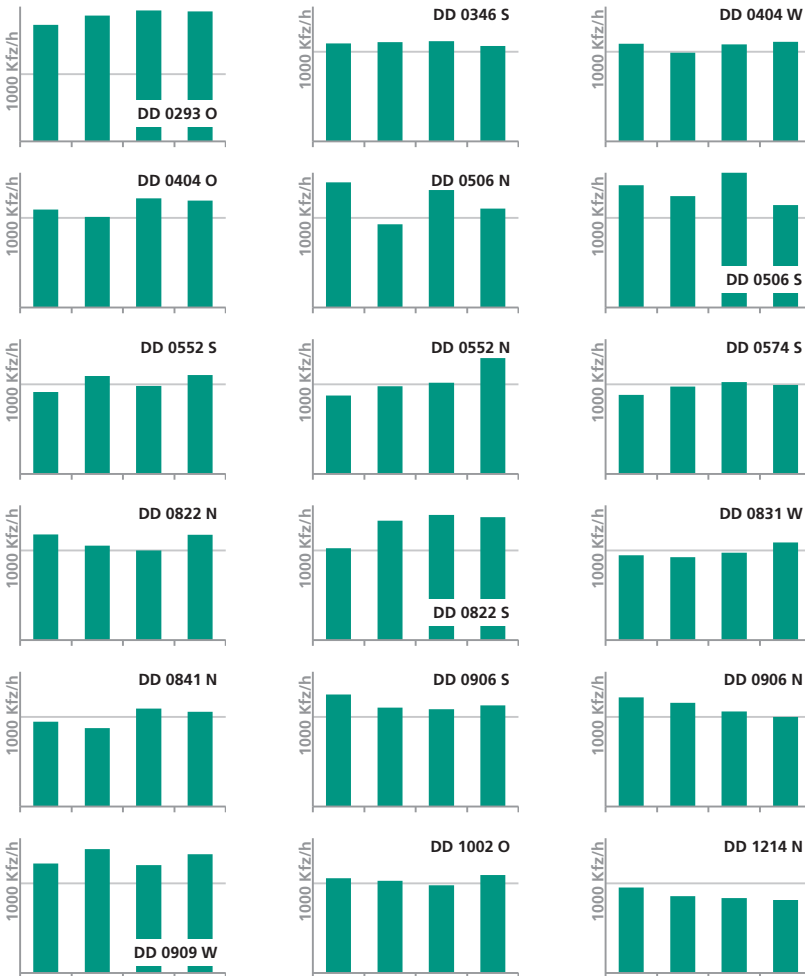 1000 Kfz/h
DD 0293 O
1000 Kfz/h
DD 0346 S
1000 Kfz/h
DD 0404 W
1000 Kfz/h
DD 0404 O
1000 Kfz/h
DD 0506 N
1000 Kfz/h
DD 0506 S
1000 Kfz/h
DD 0552 S
1000 Kfz/h
DD 0552 N
1000 Kfz/h
DD 0574 S
1000 Kfz/h
DD 0822 N
1000 Kfz/h
DD 0822 S
1000 Kfz/h
DD 0831 W
1000 Kfz/h
DD 0841 N
1000 Kfz/h
DD 0906 S
1000 Kfz/h
DD 0906 N
1000 Kfz/h
DD 0909 W
1000 Kfz/h
DD 1002 O
1000 Kfz/h
DD 1214 N